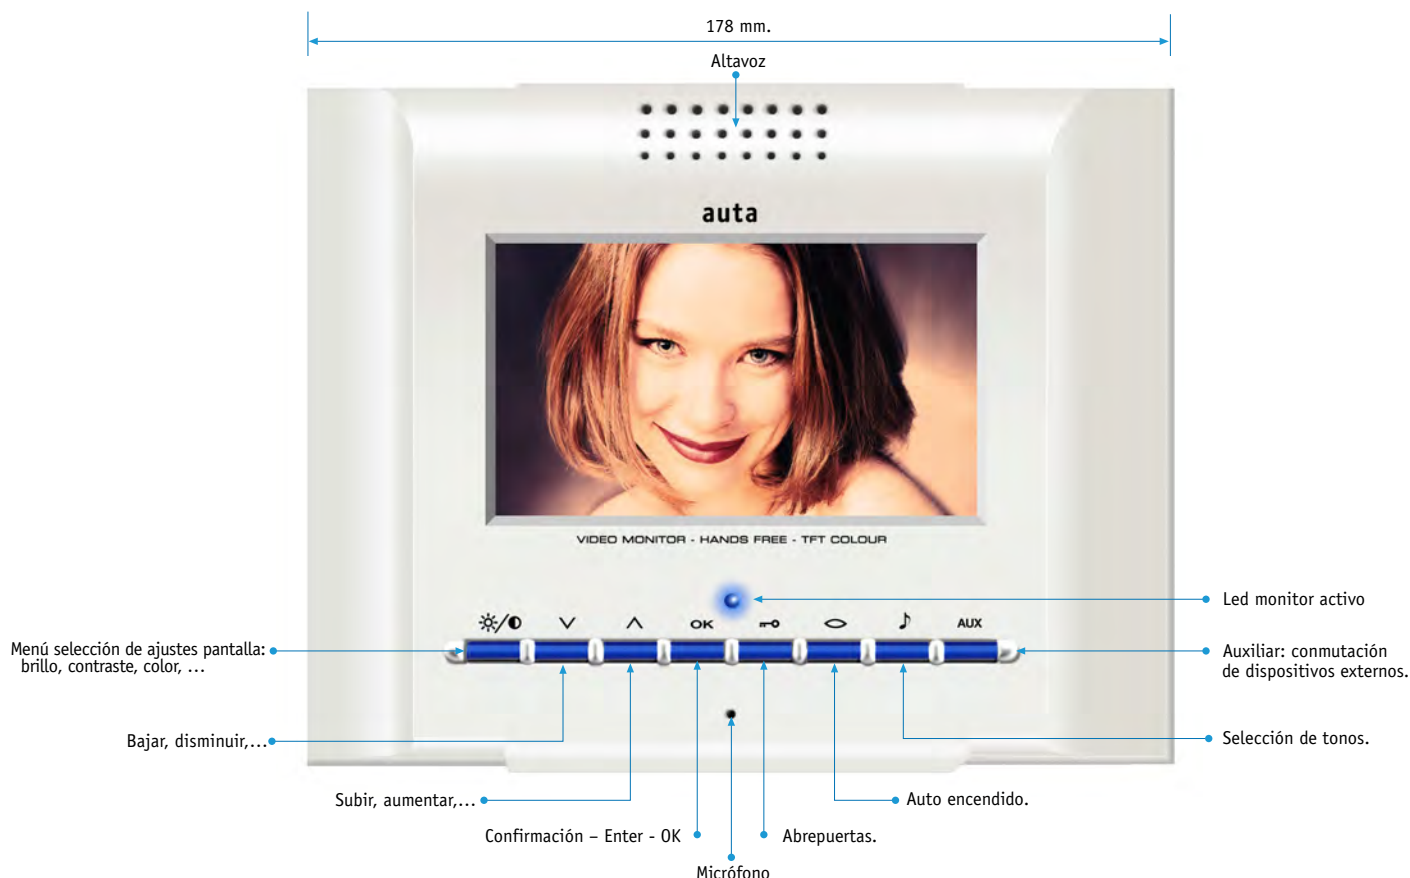 178 mm.
Altavoz
auta
VIDEO MONITOR - HANDS FREE - TFT COLOUR
Led monitor activo
OK
AUX
Menú selección de ajustes pantalla:
brillo, contraste, color, ...
Auxiliar: conmutación
de dispositivos externos.
Bajar, disminuir,...
Selección de tonos.
Subir, aumentar,...
Auto encendido.
Confirmación – Enter - OK
Abrepuertas.
Micrófono